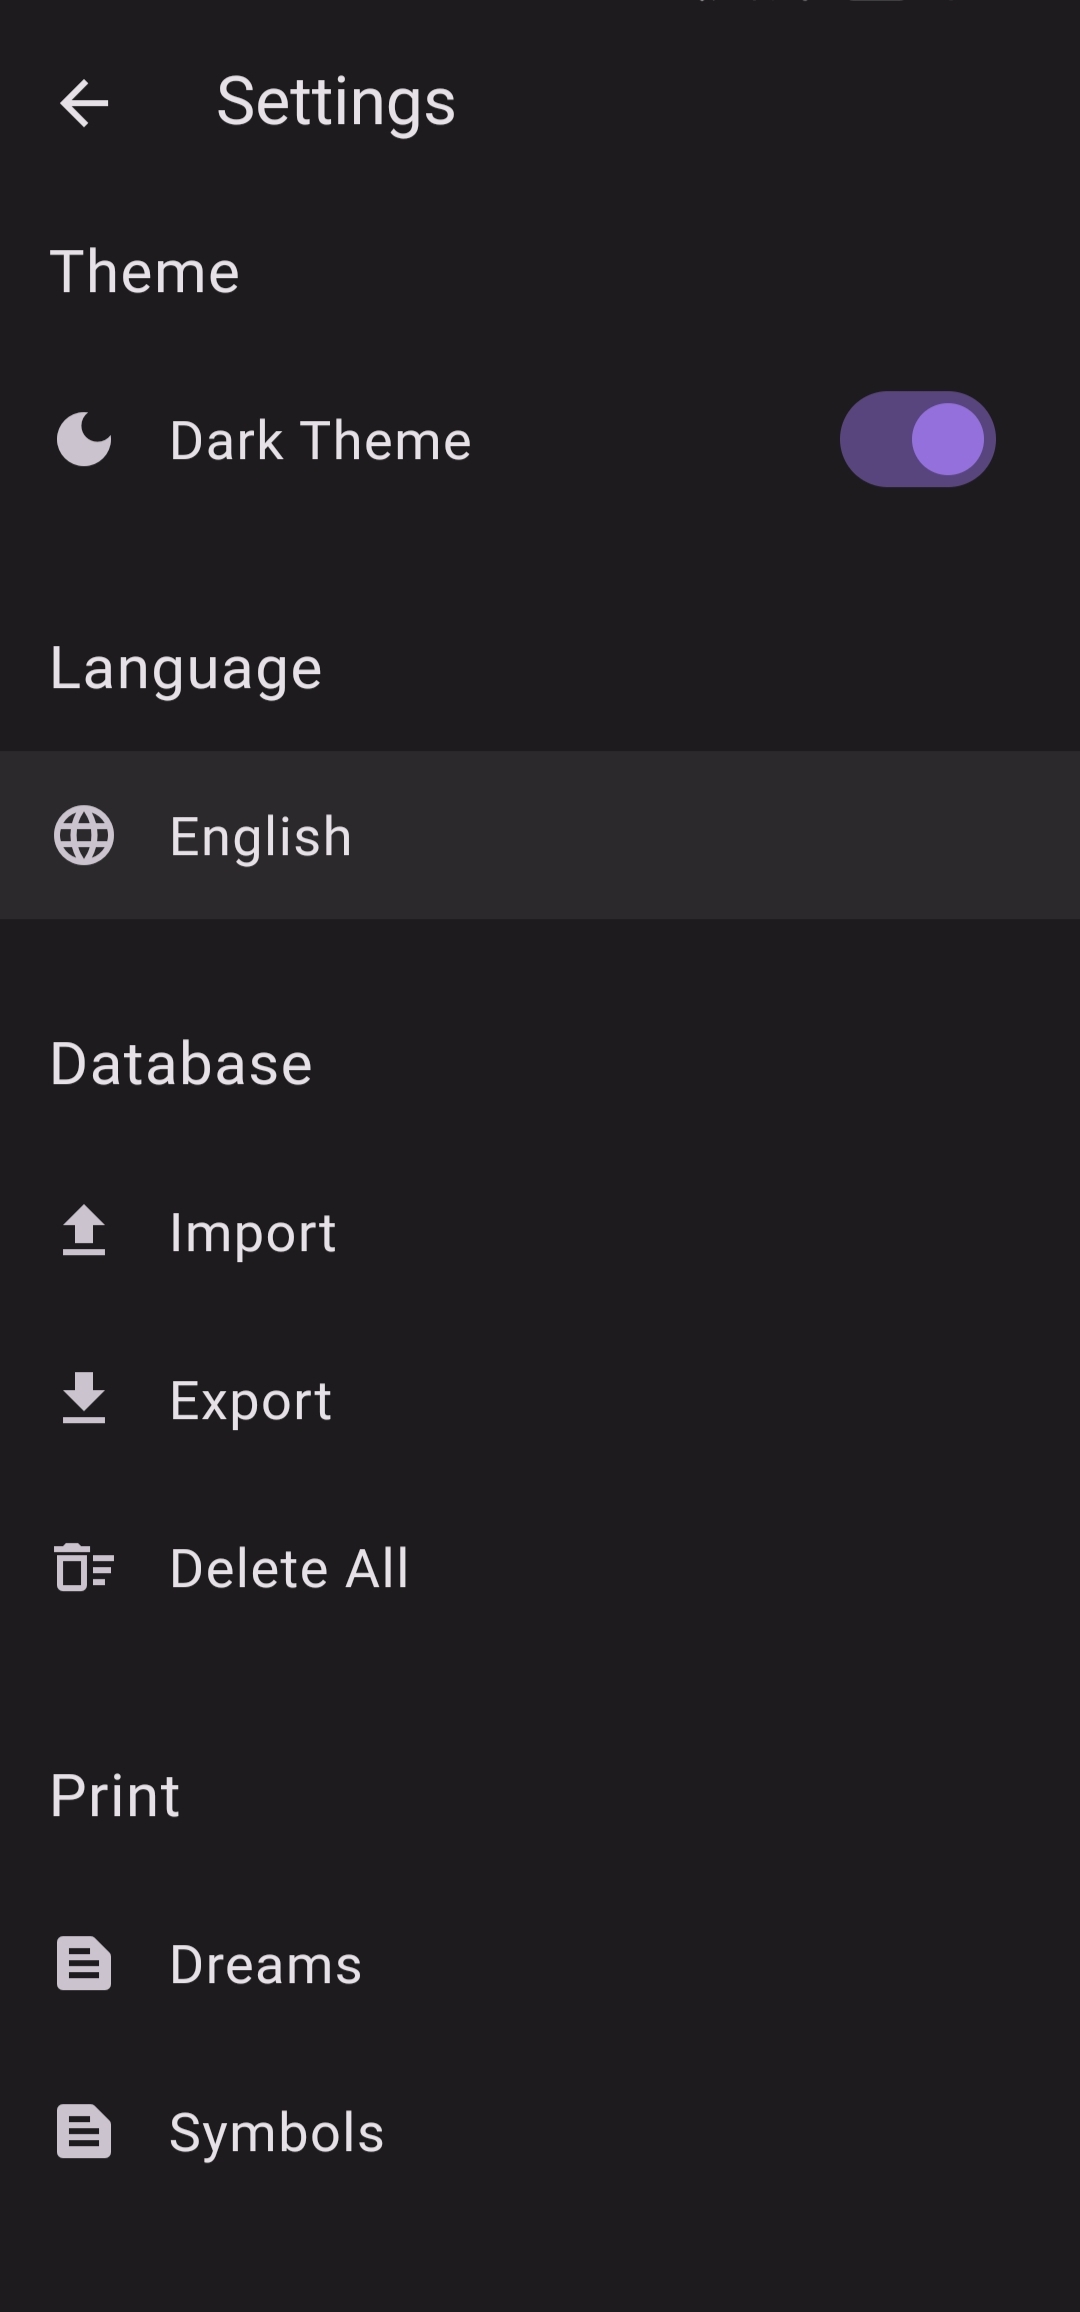 Settings
Theme
Dark Theme
Language
English
Database
Import
Export
Delete All
Print
Dreams
Symbols